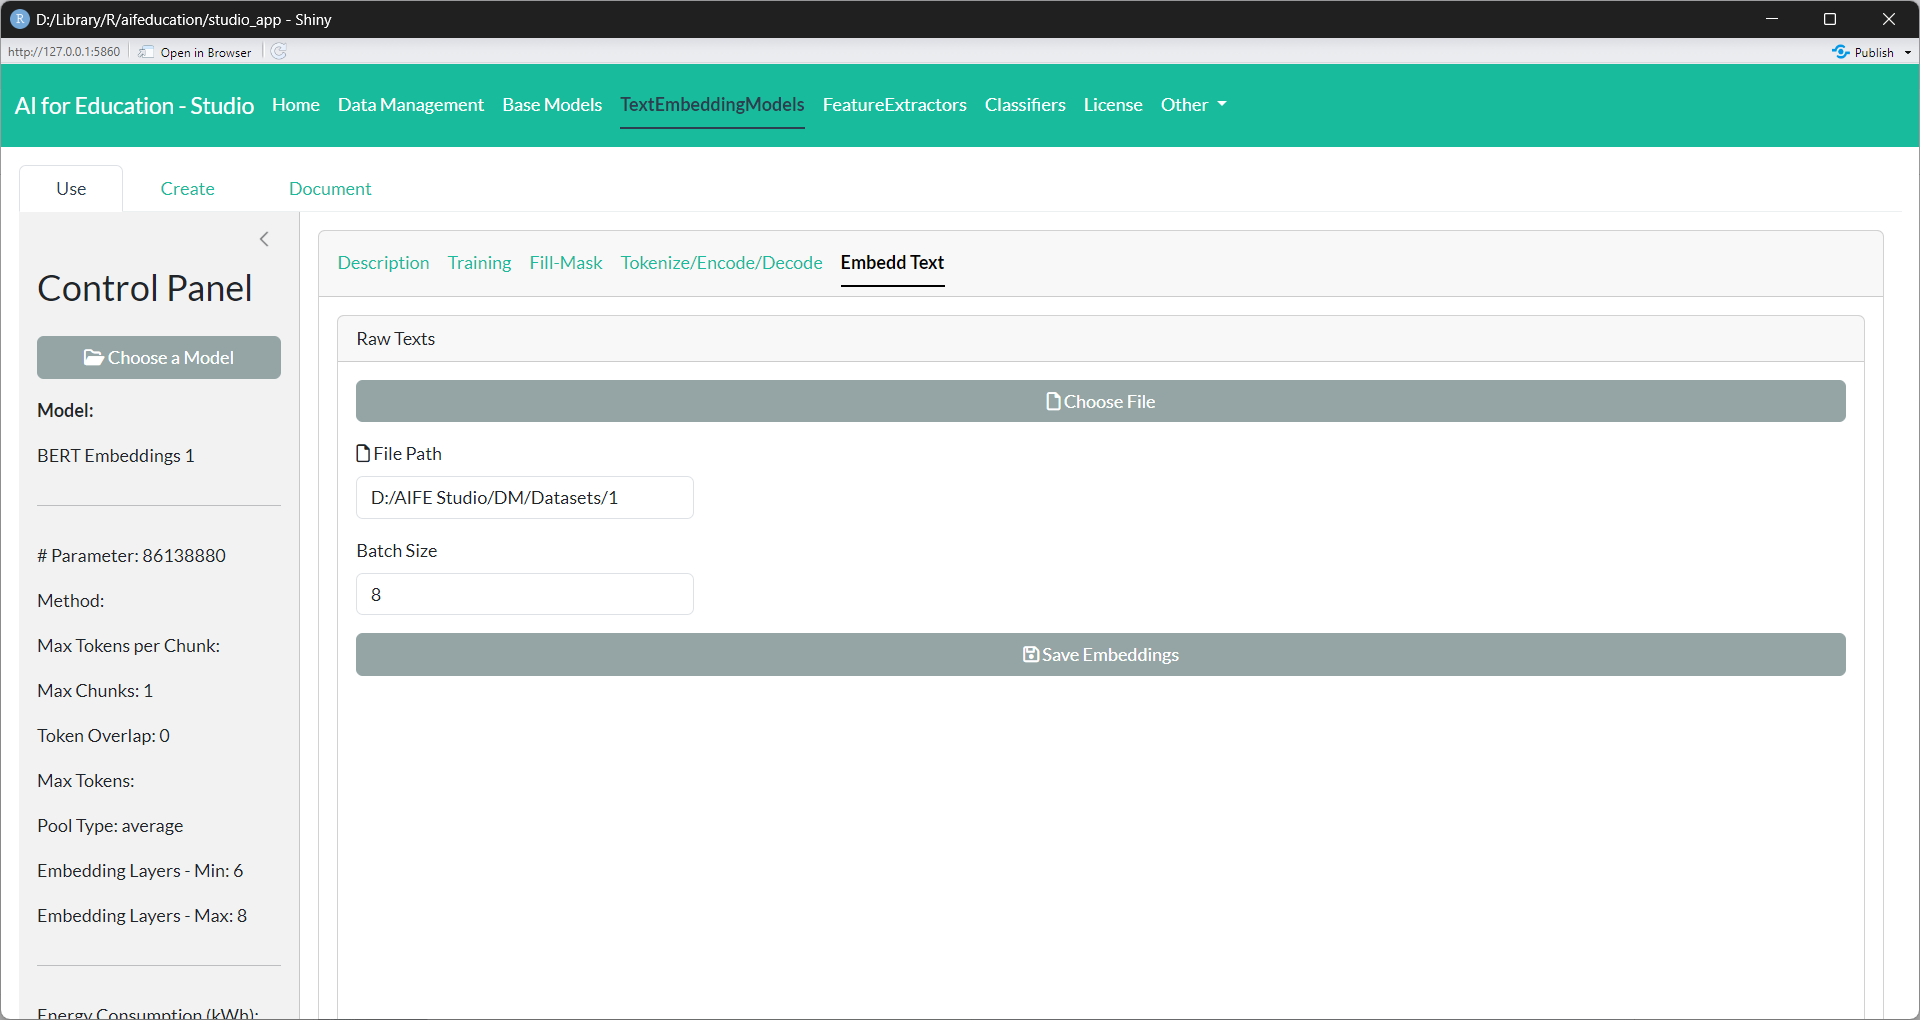 D:/Library/R/aifeducation/studio_app - Shiny
http://127.0.0.1:5860 Open in Browser Publish
AI for Education - Studio Home Data Management Base Models TextEmbeddingModels FeatureExtractors Classifiers License Other
Use Create Document
Control Panel
Choose a Model
Model:
BERT Embeddings 1
# Parameter: 86138880
Method:
Max Tokens per Chunk:
Max Chunks: 1
Token Overlap: 0
Max Tokens:
Pool Type: average
Embedding Layers - Min: 6
Embedding Layers - Max: 8
Energy Consumption (kWh):
Description Training Fill-Mask Tokenize/Encode/Decode Embedd Text
Raw Texts
Choose File
File Path
D:/AIFE Studio/DM/Datasets/1
Batch Size
8
Save Embeddings